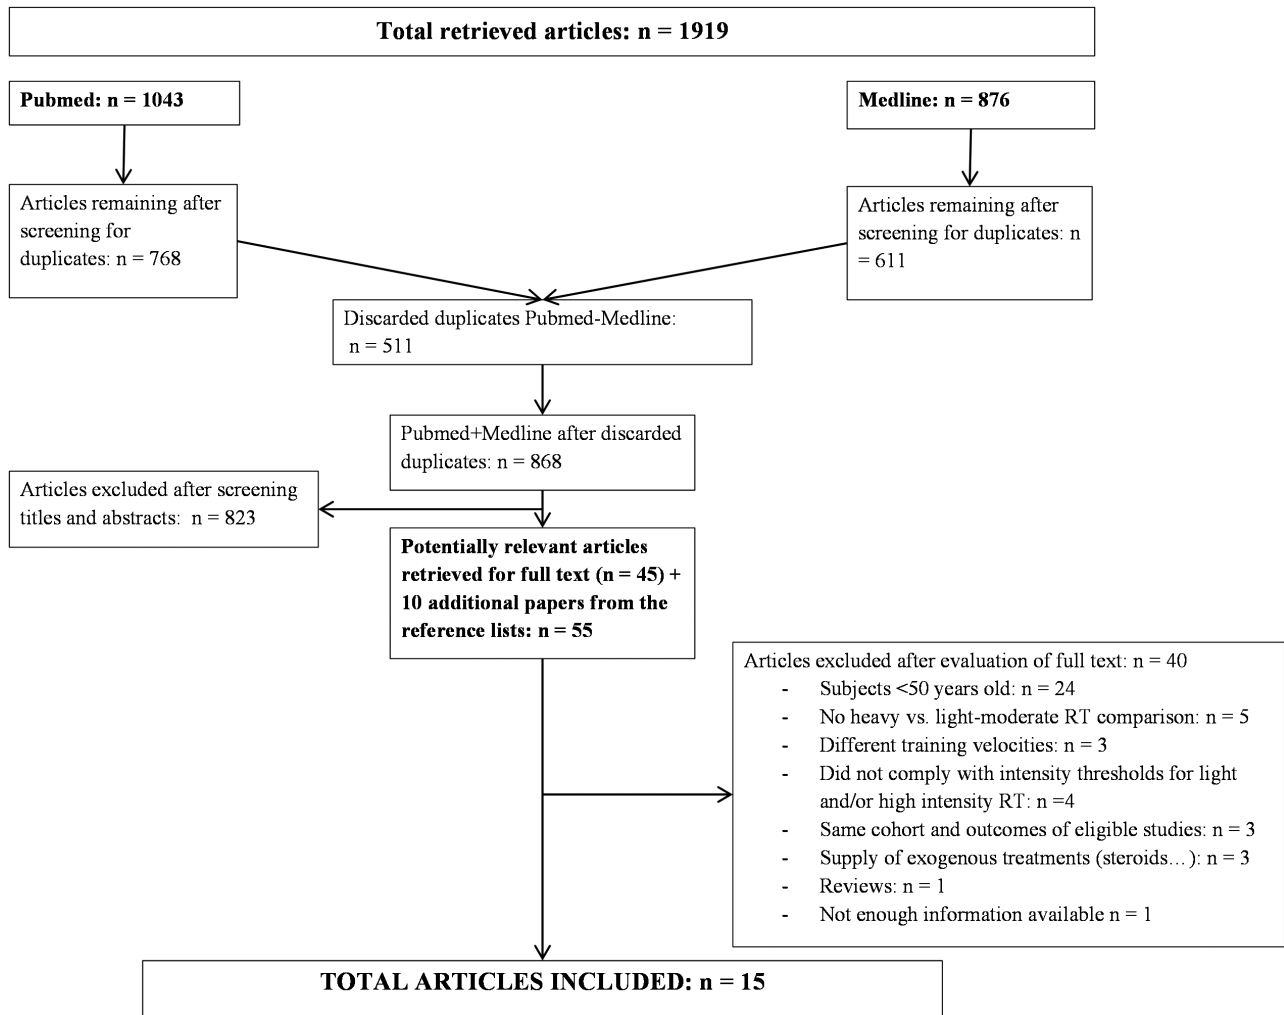 Total retrieved articles: n = 1919
Pubmed: n = 1043
Medline: n = 876
Articles remaining after
screening for
duplicates: n = 768
Articles remaining after
screening for duplicates: n
= 611
Discarded duplicates Pubmed-Medline:
n = 511
Pubmed+Medline after discarded
duplicates: n = 868
Articles excluded after screening
titles and abstracts: n = 823
Potentially relevant articles
retrieved for full text (n = 45) +
10 additional papers from the
reference lists: n = 55
Articles excluded after evaluation of full text: n = 40
- Subjects <50 years old: n = 24
- No heavy vs. light-moderate RT comparison: n = 5
- Different training velocities: n = 3
- Did not comply with intensity thresholds for light
and/or high intensity RT: n =4
- Same cohort and outcomes of eligible studies: n = 3
- Supply of exogenous treatments (steroids…): n = 3
- Reviews: n = 1
- Not enough information available n = 1
TOTAL ARTICLES INCLUDED: n = 15